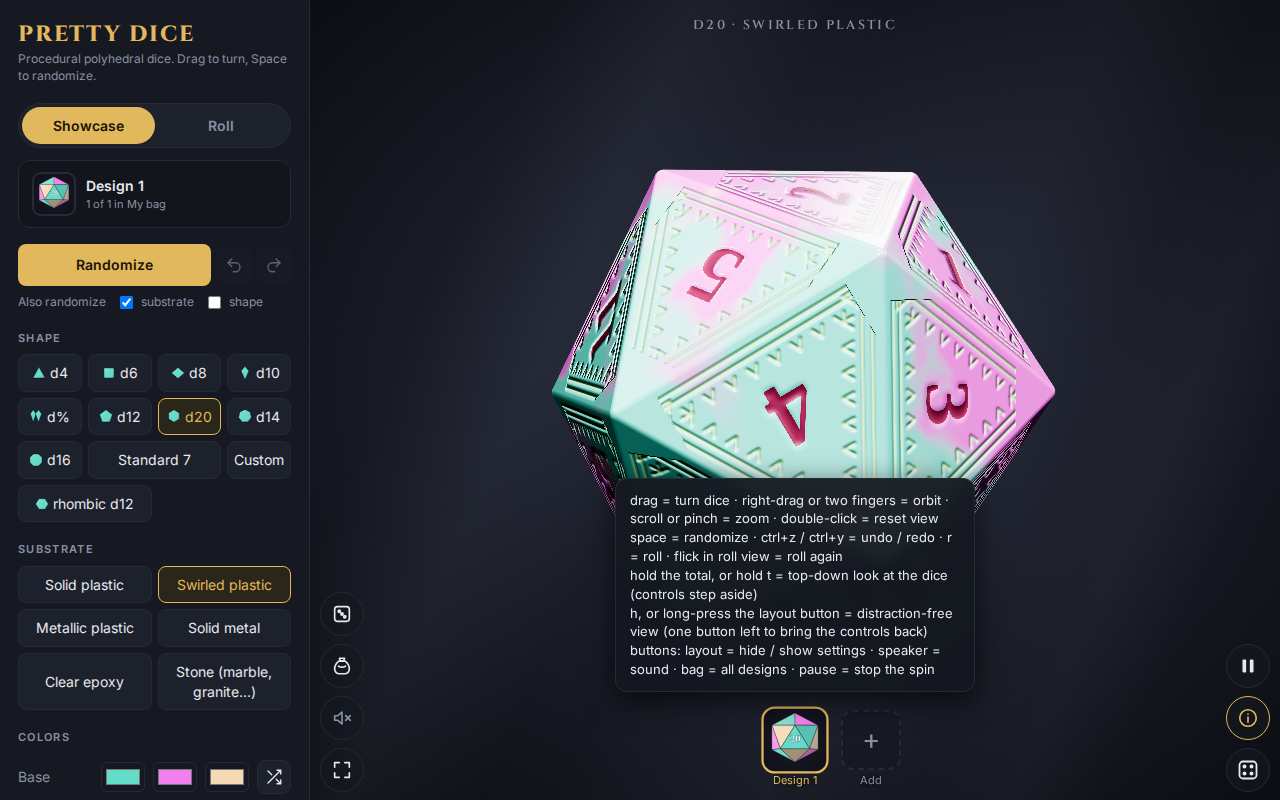 PRETTY DICE
Procedural polyhedral dice. Drag to turn, Space
to randomize.
Showcase
Roll
Design 1
1 of 1 in My bag
Randomize
Also randomize
substrate
shape
SHAPE
d4
d6
d8
d10
d%
d12
d20
d14
d16
Standard 7
Custom
rhombic d12
SUBSTRATE
Solid plastic
Swirled plastic
Metallic plastic
Solid metal
Clear epoxy
Stone (marble,
granite...)
COLORS
Base
D20 · SWIRLED PLASTIC
2
5
1
4
3
drag = turn dice · right-drag or two fingers = orbit ·
scroll or pinch = zoom · double-click = reset view
space = randomize · ctrl+z / ctrl+y = undo / redo · r
= roll · flick in roll view = roll again
hold the total, or hold t = top-down look at the dice
(controls step aside)
h, or long-press the layout button = distraction-free
view (one button left to bring the controls back)
buttons: layout = hide / show settings · speaker =
sound · bag = all designs · pause = stop the spin
20
Design 1
+
Add